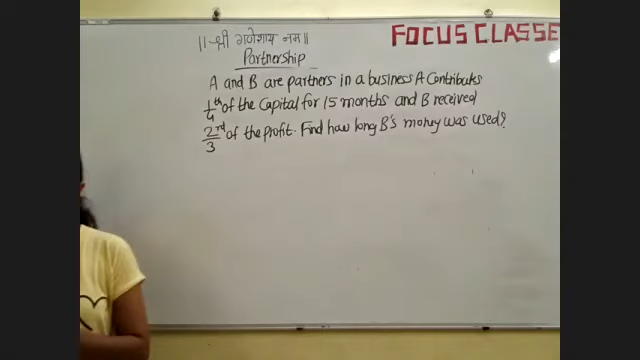 ॥श्री गणेशाय नमः॥
FOCUS CLASSE
Partnership
A and B are partners in a business A Contributes
1/4th of the Capital for 15 months and B received
2/3rd of the profit. Find how long B's money was used?